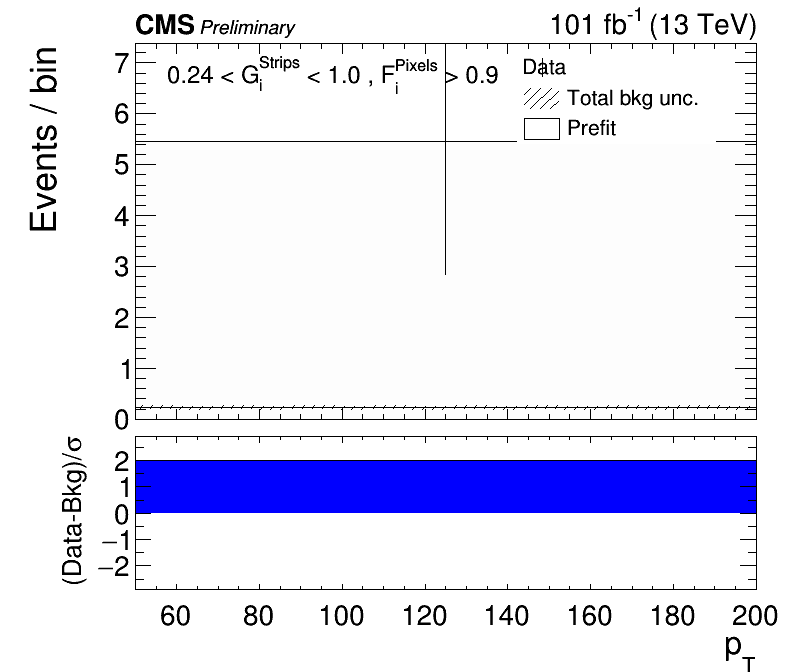 CMS Preliminary 101 fb-1 (13 TeV)
Events / bin
0.24 < GiStrips < 1.0 , FiPixels > 0.9
Data
Total bkg unc.
Prefit
7
6
5
4
3
2
1
0
(Data-Bkg)/σ
2
1
0
−1
−2
60 80 100 120 140 160 180 200
pT